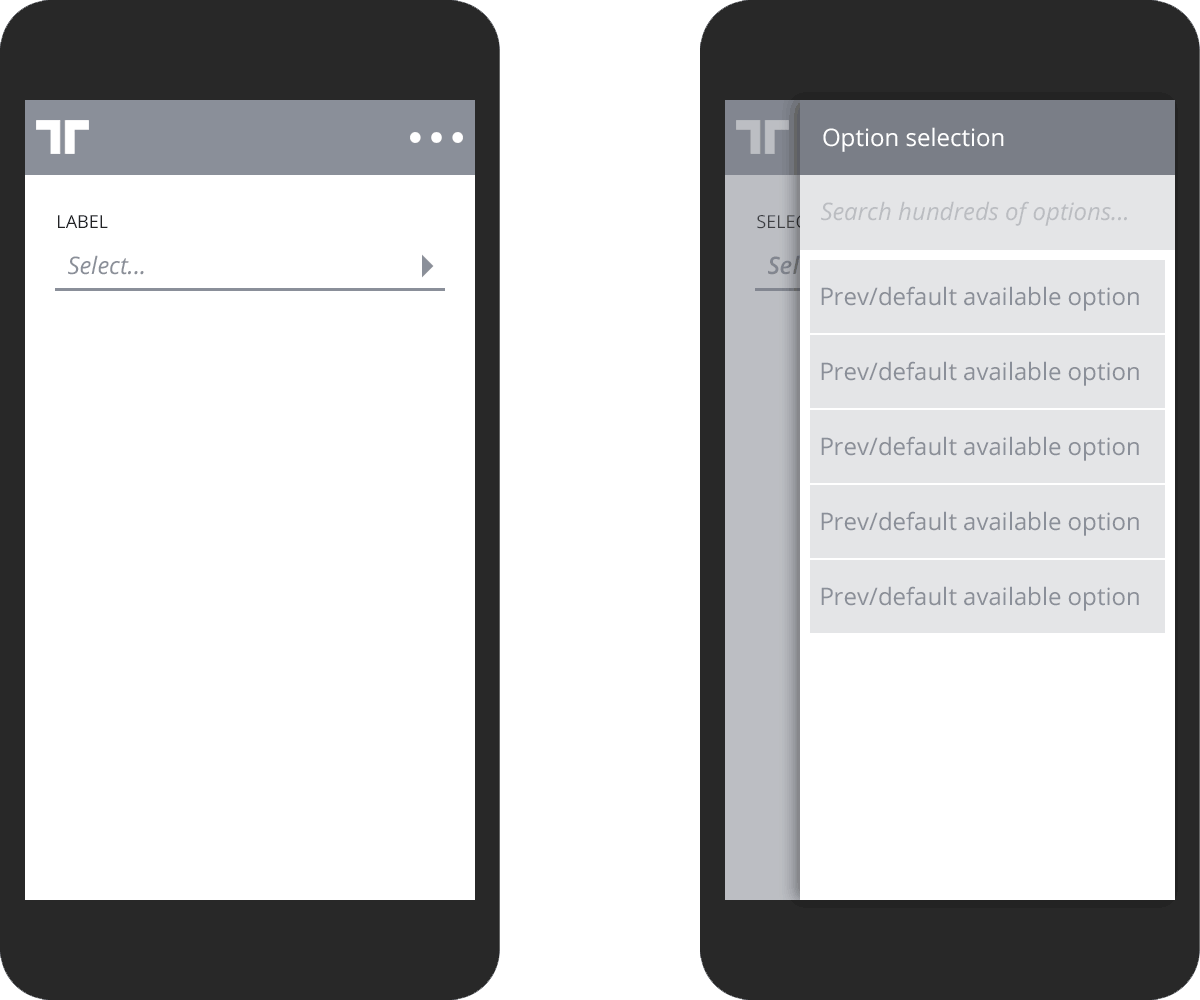 LABEL
Select...
Option selection
Search hundreds of options...
SELEC
Sel
Prev/default available option
Prev/default available option
Prev/default available option
Prev/default available option
Prev/default available option